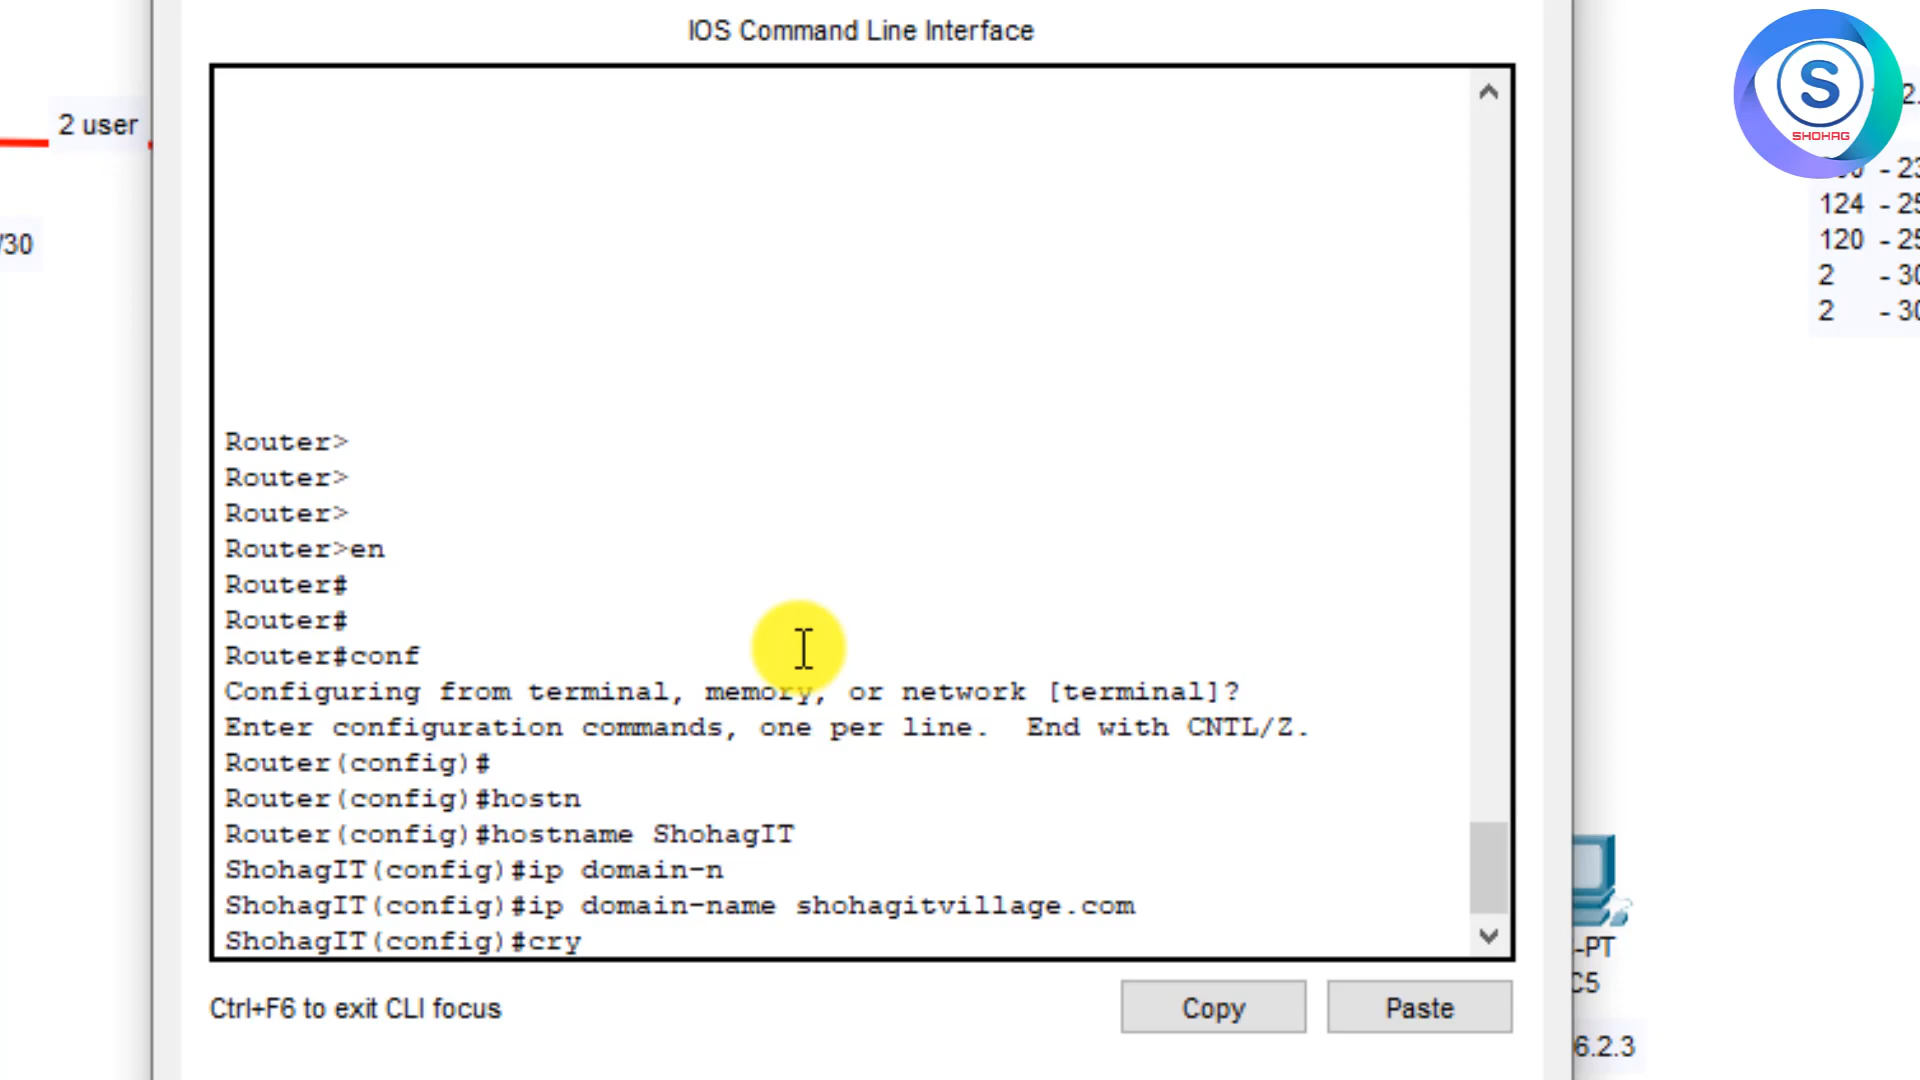 IOS Command Line Interface
S
SHOHAG
2 user
/30
- 23
124 - 25
120 - 25
2 - 30
2 - 30
Router>
Router>
Router>
Router>en
Router#
Router#
Router#conf
Configuring from terminal, memory, or network [terminal]?
Enter configuration commands, one per line. End with CNTL/Z.
Router(config)#
Router(config)#hostn
Router(config)#hostname ShohagIT
ShohagIT(config)#ip domain-n
ShohagIT(config)#ip domain-name shohagitvillage.com
ShohagIT(config)#cry
-PT
C5
6.2.3
Ctrl+F6 to exit CLI focus
Copy
Paste